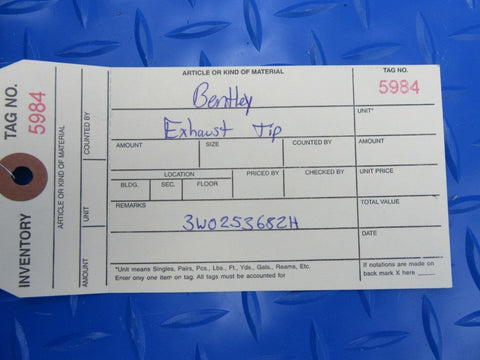 TAG NO.
5984
INVENTORY
ARTICLE OR KIND OF MATERIAL
COUNTED BY
UNIT
AMOUNT
ARTICLE OR KIND OF MATERIAL
TAG NO.
Bentley
5984
Exhaust Tip
UNIT*
AMOUNT
SIZE
COUNTED BY
CHECKED BY
UNIT PRICE
LOCATION
PRICED BY
BLDG.
SEC.
FLOOR
REMARKS
TOTAL VALUE
3W0253682H
DATE
*Unit means Singles, Pairs, Pcs., Lbs., Ft., Yds., Gals., Reams, Etc.
Enter ony one item on tag. All tags must be accounted for
If notations are made on
back mark X here